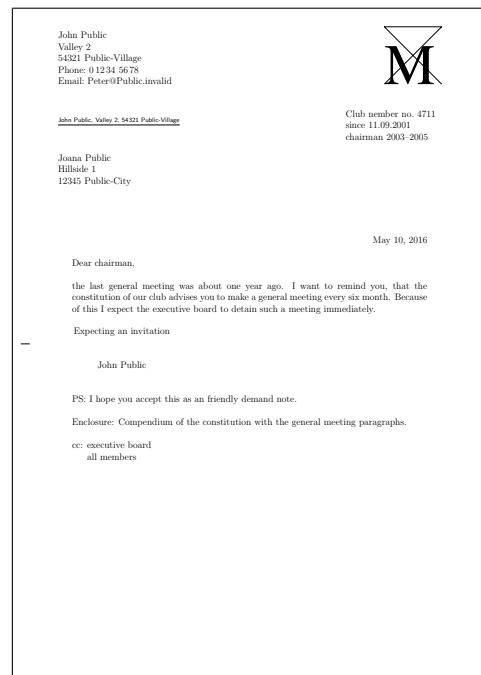 John Public
Valley 2
54321 Public-Village
Phone: 0 12 34 56 78
Email: Peter@Public.invalid
M
John Public, Valley 2, 54321 Public-Village
Club nember no. 4711
since 11.09.2001
chairman 2003–2005
Joana Public
Hillside 1
12345 Public-City
May 10, 2016
Dear chairman,
the last general meeting was about one year ago. I want to remind you, that the
constitution of our club advises you to make a general meeting every six month. Because
of this I expect the executive board to detain such a meeting immediately.
Expecting an invitation
John Public
PS: I hope you accept this as an friendly demand note.
Enclosure: Compendium of the constitution with the general meeting paragraphs.
cc: executive board
all members